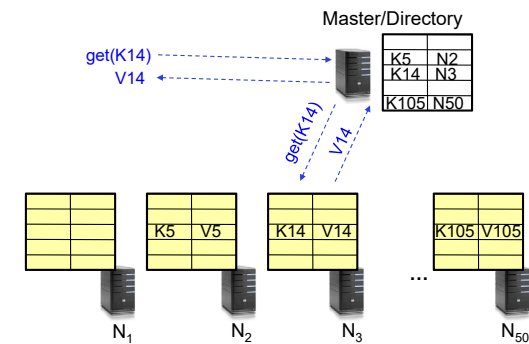 Master/Directory
get(K14)
V14
K5 N2
K14 N3
K105 N50
get(K14)
V14
K5 V5
K14 V14
K105 V105
...
N1
N2
N3
N50